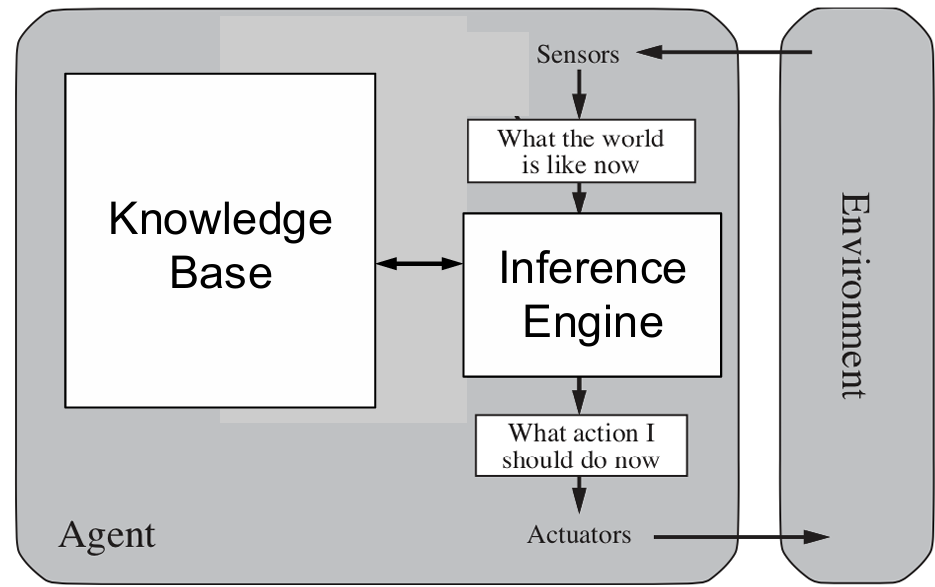 Sensors
What the world
is like now
Knowledge
Base
Inference
Engine
Environment
What action I
should do now
Agent
Actuators